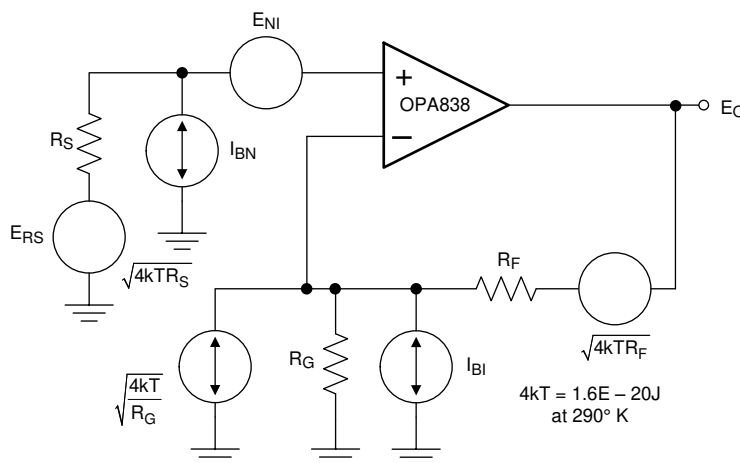 E_NI
+
OPA838
−
R_S
I_BN
E_RS
√4kTR_S
E_O
R_F
√4kTR_F
R_G
I_BI
√4kT/R_G
4kT = 1.6E – 20J
at 290° K